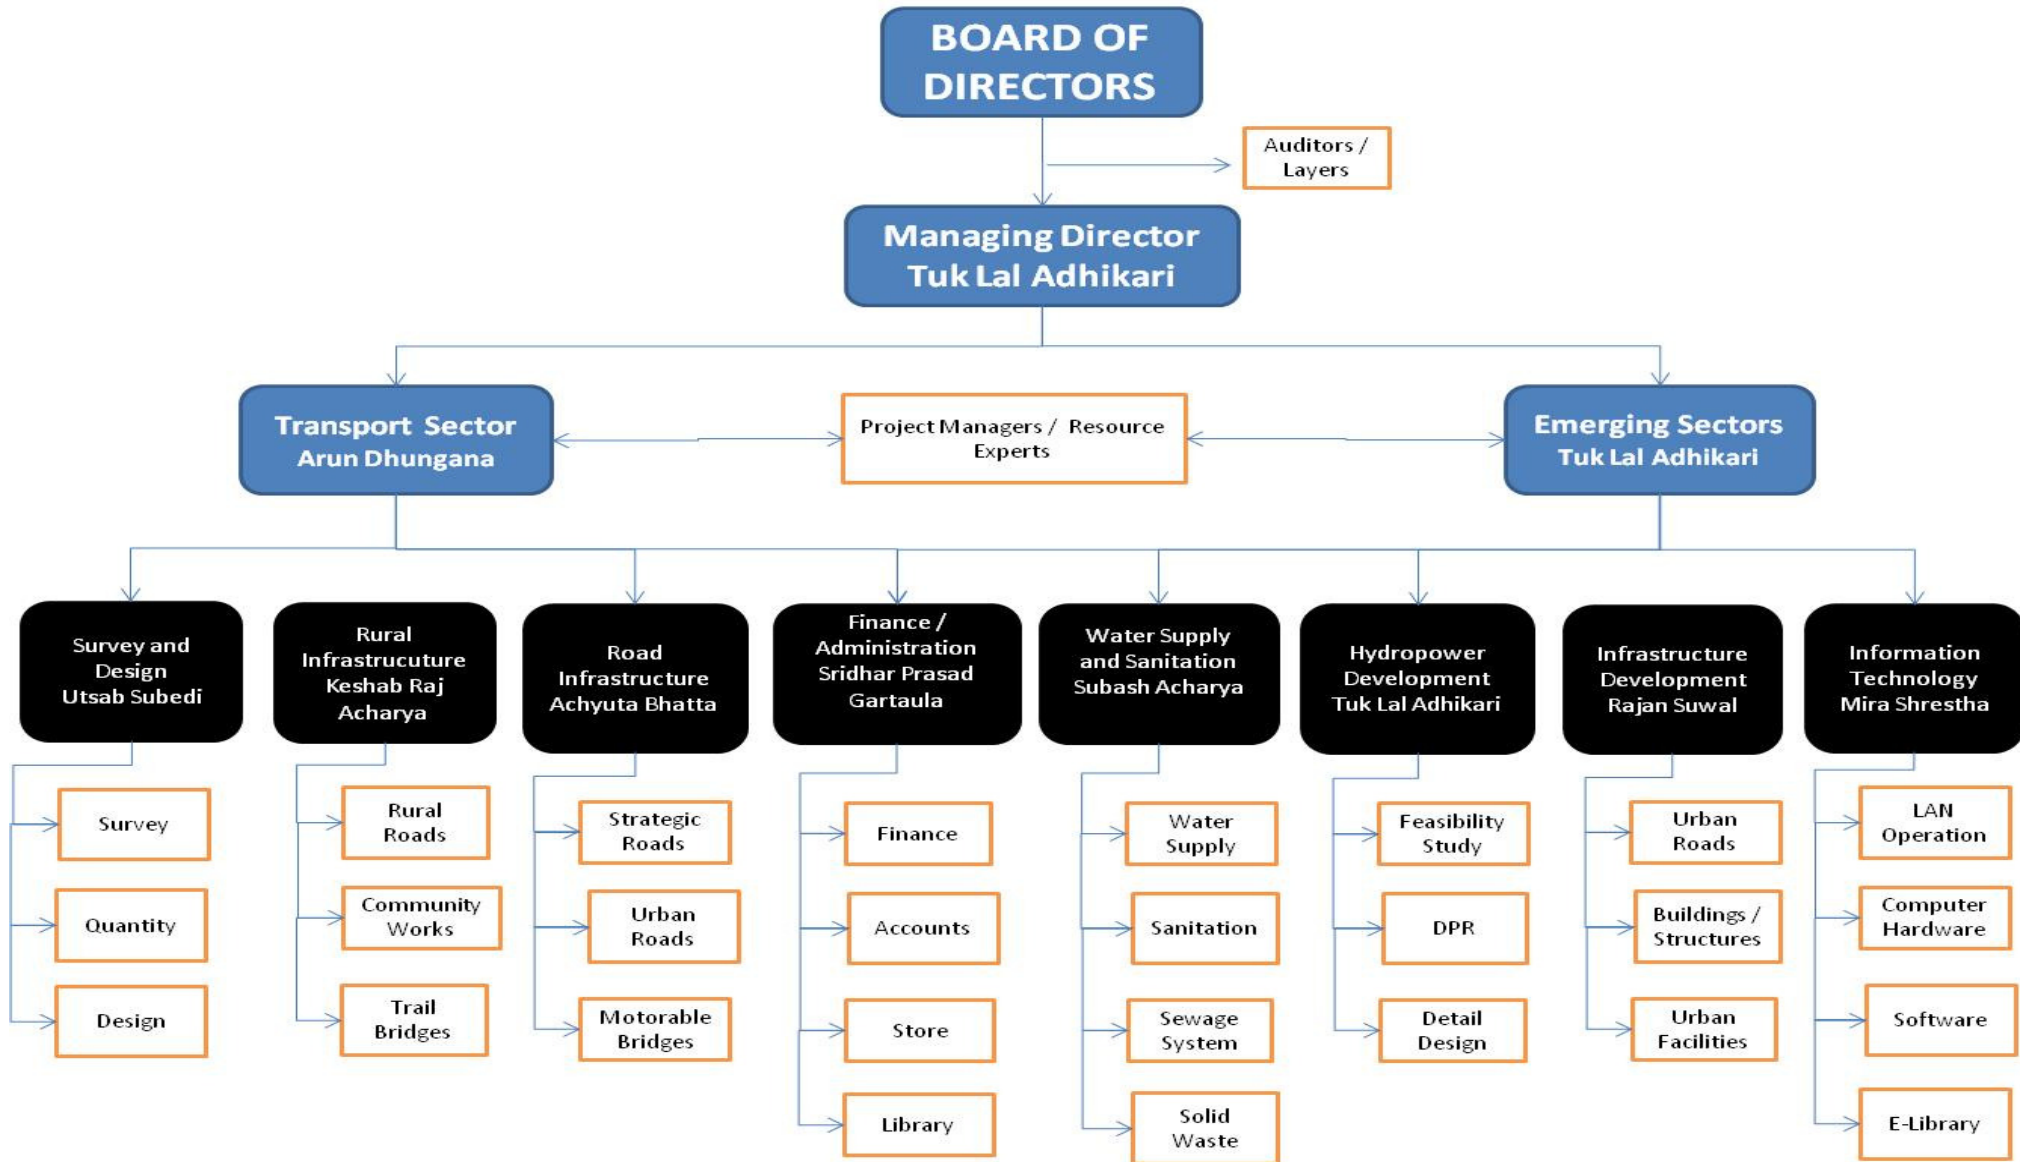 BOARD OF
DIRECTORS
Auditors /
Layers
Managing Director
Tuk Lal Adhikari
Transport Sector
Arun Dhungana
Project Managers / Resource
Experts
Emerging Sectors
Tuk Lal Adhikari
Survey and
Design
Utsab Subedi
Rural
Infrastrucuture
Keshab Raj
Acharya
Road
Infrastructure
Achyuta Bhatta
Finance /
Administration
Sridhar Prasad
Gartaula
Water Supply
and Sanitation
Subash Acharya
Hydropower
Development
Tuk Lal Adhikari
Infrastructure
Development
Rajan Suwal
Information
Technology
Mira Shrestha
Survey
Quantity
Design
Rural
Roads
Community
Works
Trail
Bridges
Strategic
Roads
Urban
Roads
Motorable
Bridges
Finance
Accounts
Store
Library
Water
Supply
Sanitation
Sewage
System
Solid
Waste
Feasibility
Study
DPR
Detail
Design
Urban
Roads
Buildings /
Structures
Urban
Facilities
LAN
Operation
Computer
Hardware
Software
E-Library